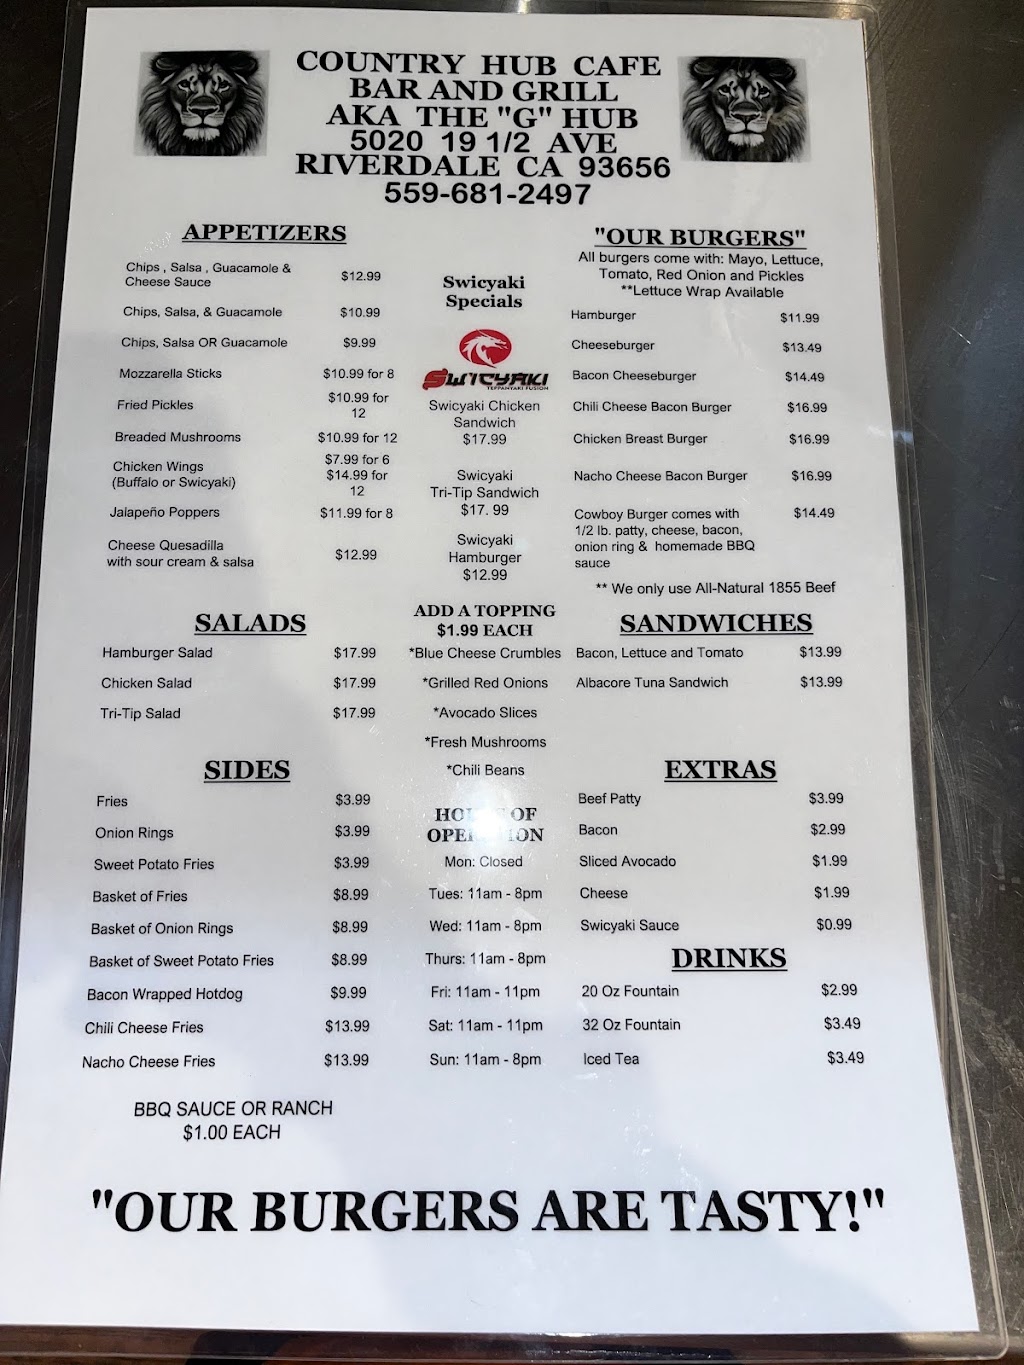 COUNTRY HUB CAFE
BAR AND GRILL
AKA THE "G" HUB
5020 19 1/2 AVE
RIVERDALE CA 93656
559-681-2497
APPETIZERS
Chips , Salsa , Guacamole &
Cheese Sauce $12.99
Chips, Salsa, & Guacamole $10.99
Chips, Salsa OR Guacamole $9.99
Mozzarella Sticks $10.99 for 8
Fried Pickles $10.99 for
12
Breaded Mushrooms $10.99 for 12
Chicken Wings $7.99 for 6
(Buffalo or Swicyaki) $14.99 for
12
Jalapeño Poppers $11.99 for 8
Cheese Quesadilla
with sour cream & salsa $12.99
SALADS
Hamburger Salad $17.99
Chicken Salad $17.99
Tri-Tip Salad $17.99
SIDES
Fries $3.99
Onion Rings $3.99
Sweet Potato Fries $3.99
Basket of Fries $8.99
Basket of Onion Rings $8.99
Basket of Sweet Potato Fries $8.99
Bacon Wrapped Hotdog $9.99
Chili Cheese Fries $13.99
Nacho Cheese Fries $13.99
BBQ SAUCE OR RANCH
$1.00 EACH
Swicyaki
Specials
SWICYAKI
TEPPANYAKI FUSION
Swicyaki Chicken
Sandwich
$17.99
Swicyaki
Tri-Tip Sandwich
$17. 99
Swicyaki
Hamburger
$12.99
ADD A TOPPING
$1.99 EACH
*Blue Cheese Crumbles
*Grilled Red Onions
*Avocado Slices
*Fresh Mushrooms
*Chili Beans
OF
Mon: Closed
Tues: 11am - 8pm
Wed: 11am - 8pm
Thurs: 11am - 8pm
Fri: 11am - 11pm
Sat: 11am - 11pm
Sun: 11am - 8pm
"OUR BURGERS"
All burgers come with: Mayo, Lettuce,
Tomato, Red Onion and Pickles
**Lettuce Wrap Available
Hamburger $11.99
Cheeseburger $13.49
Bacon Cheeseburger $14.49
Chili Cheese Bacon Burger $16.99
Chicken Breast Burger $16.99
Nacho Cheese Bacon Burger $16.99
Cowboy Burger comes with $14.49
1/2 lb. patty, cheese, bacon,
onion ring & homemade BBQ
sauce
** We only use All-Natural 1855 Beef
SANDWICHES
Bacon, Lettuce and Tomato $13.99
Albacore Tuna Sandwich $13.99
EXTRAS
Beef Patty $3.99
Bacon $2.99
Sliced Avocado $1.99
Cheese $1.99
Swicyaki Sauce $0.99
DRINKS
20 Oz Fountain $2.99
32 Oz Fountain $3.49
Iced Tea $3.49
"OUR BURGERS ARE TASTY!"